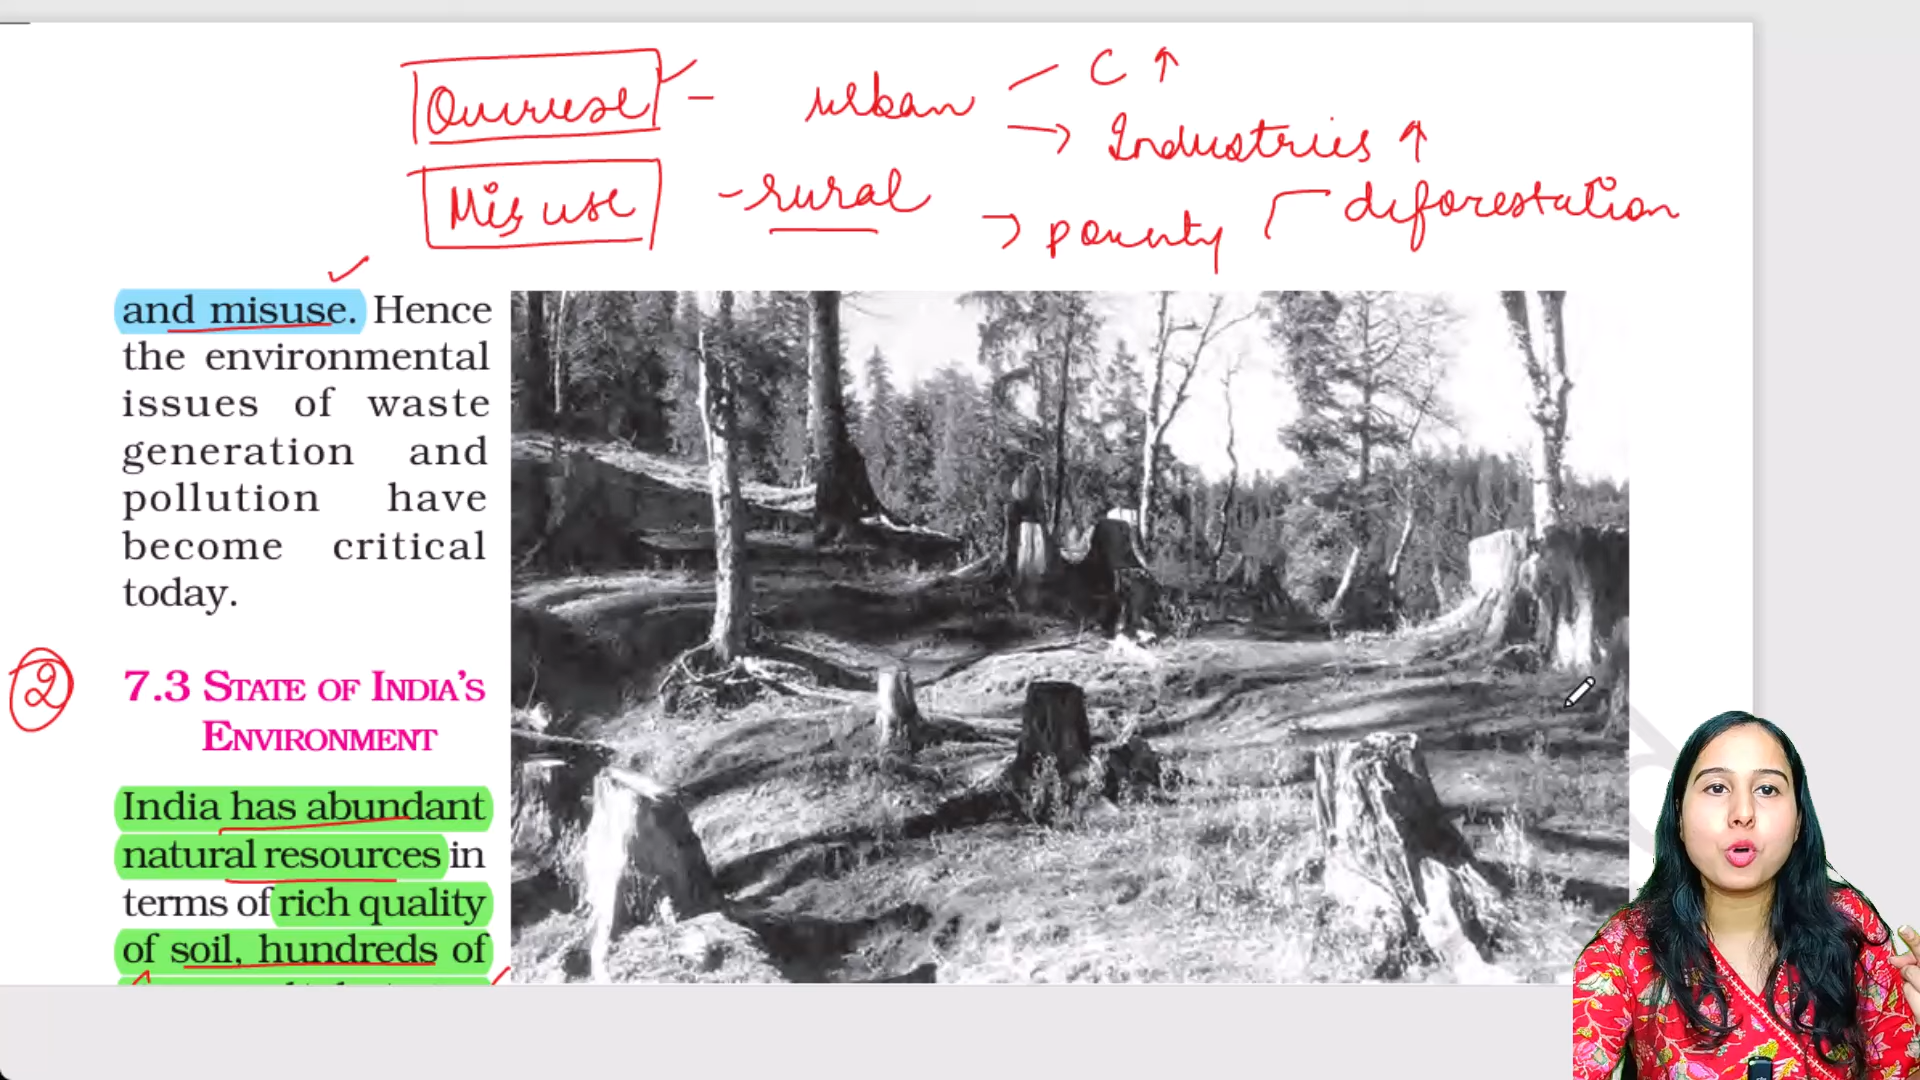 Overuse - urban C ↑
→ Industries ↑
Misuse - rural → poverty deforestation
and misuse. Hence
the environmental
issues of waste
generation and
pollution have
become critical
today.
2
7.3 STATE OF INDIA'S
ENVIRONMENT
India has abundant
natural resources in
terms of rich quality
of soil, hundreds of